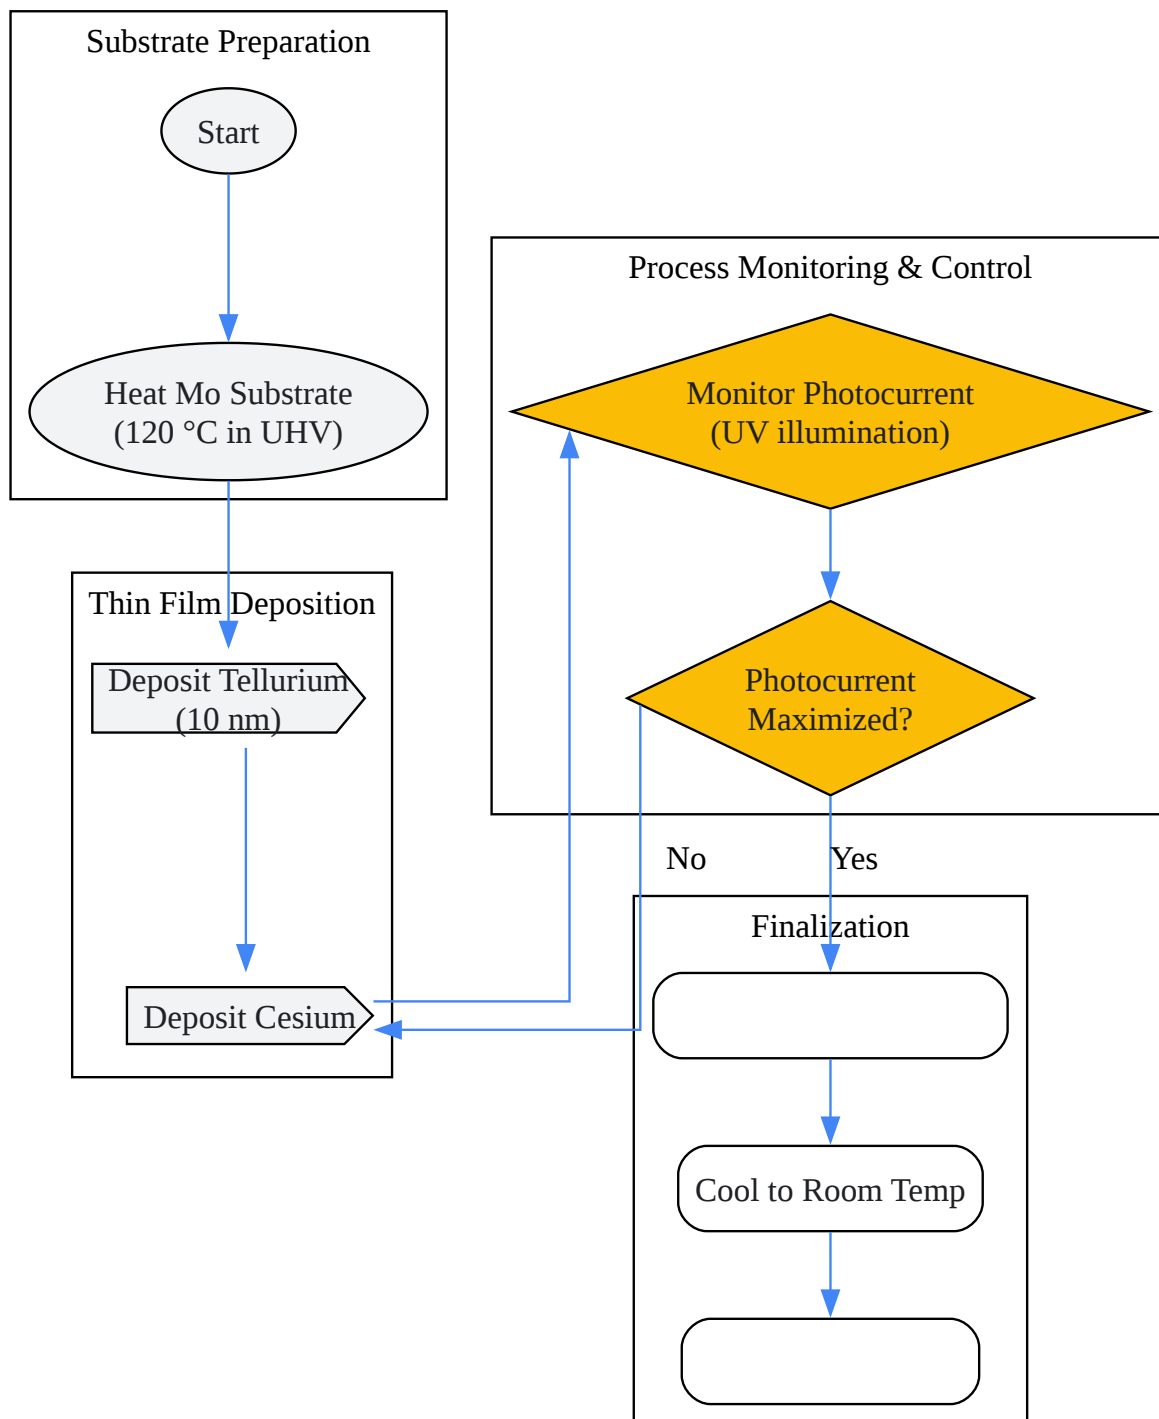 Substrate Preparation
Start
Heat Mo Substrate
(120 °C in UHV)
Thin Film Deposition
Deposit Tellurium
(10 nm)
Deposit Cesium
Process Monitoring & Control
Monitor Photocurrent
(UV illumination)
Photocurrent
Maximized?
No
Yes
Finalization
Cool to Room Temp